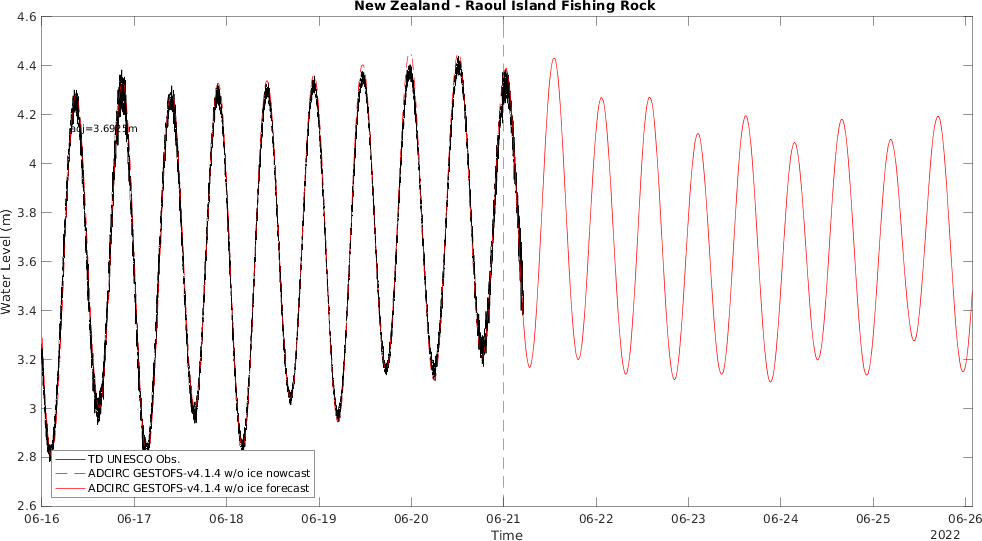 New Zealand - Raoul Island Fishing Rock
4.6
4.4
4.2
4
3.8
3.6
3.4
3.2
3
2.8
2.6
Water Level (m)
adj=3.6925m
TD UNESCO Obs.
ADCIRC GESTOFS-v4.1.4 w/o ice nowcast
ADCIRC GESTOFS-v4.1.4 w/o ice forecast
06-16 06-17 06-18 06-19 06-20 06-21 06-22 06-23 06-24 06-25 06-26
Time
2022